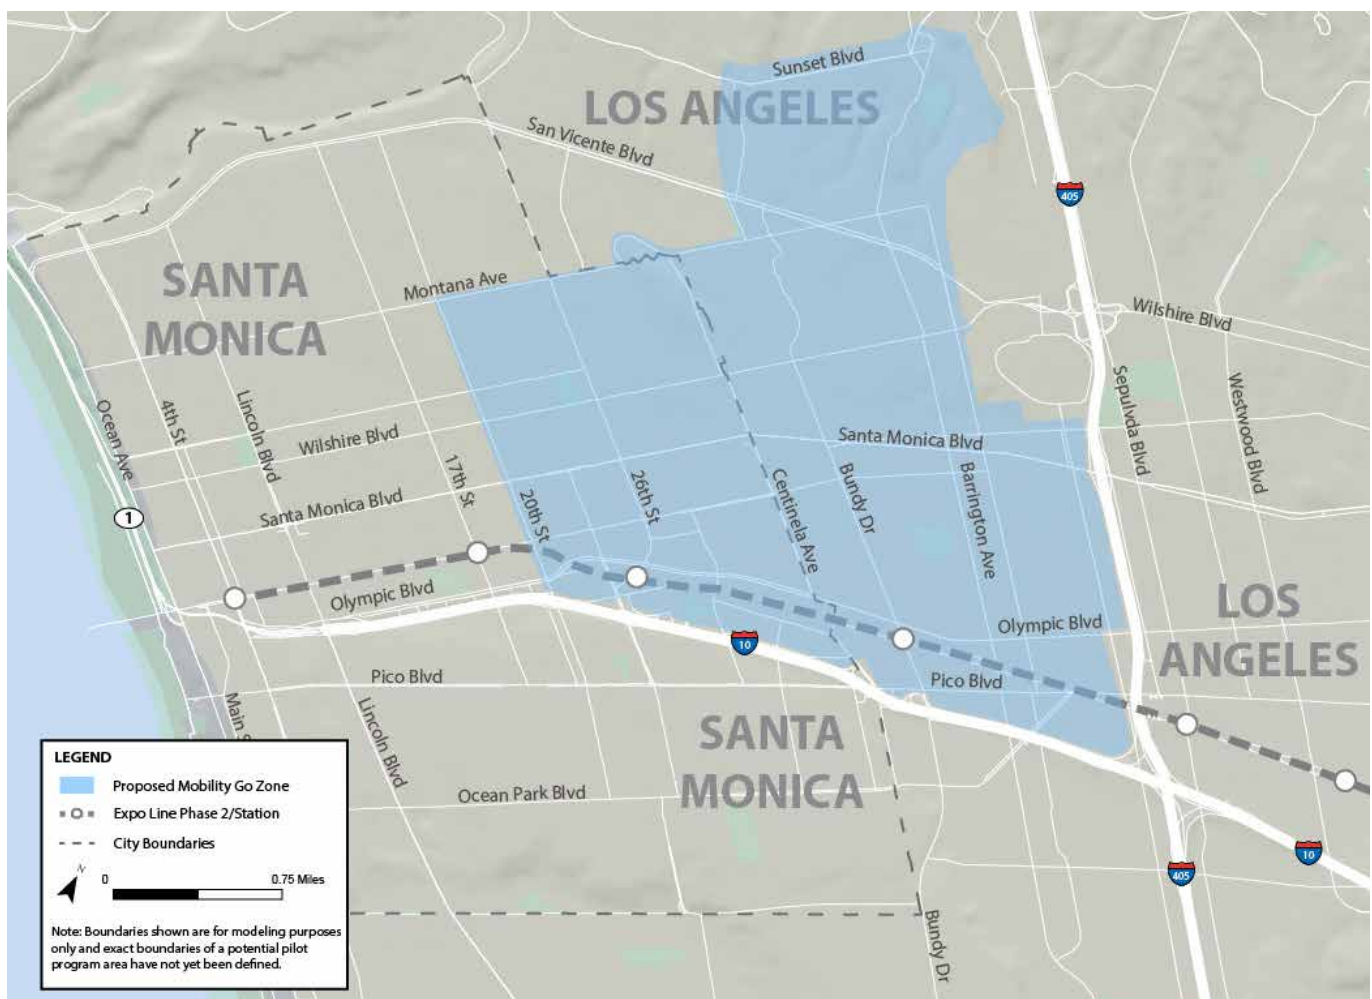 Sunset Blvd
LOS ANGELES
San Vicente Blvd
405
SANTA
MONICA
Montana Ave
Wilshire Blvd
Ocean Ave
4th St
Lincoln Blvd
Wilshire Blvd
Santa Monica Blvd
17th St
20th St
26th St
Santa Monica Blvd
Centinela Ave
Bundy Dr
Barrington Ave
Sepulvda Blvd
Westwood Blvd
1
Olympic Blvd
Olympic Blvd
LOS
ANGELES
10
Pico Blvd
Pico Blvd
Main S
Lincoln Blvd
SANTA
MONICA
Ocean Park Blvd
10
405
Bundy Dr
LEGEND
Proposed Mobility Go Zone
Expo Line Phase 2/Station
City Boundaries
N
0 0.75 Miles
Note: Boundaries shown are for modeling purposes
only and exact boundaries of a potential pilot
program area have not yet been defined.